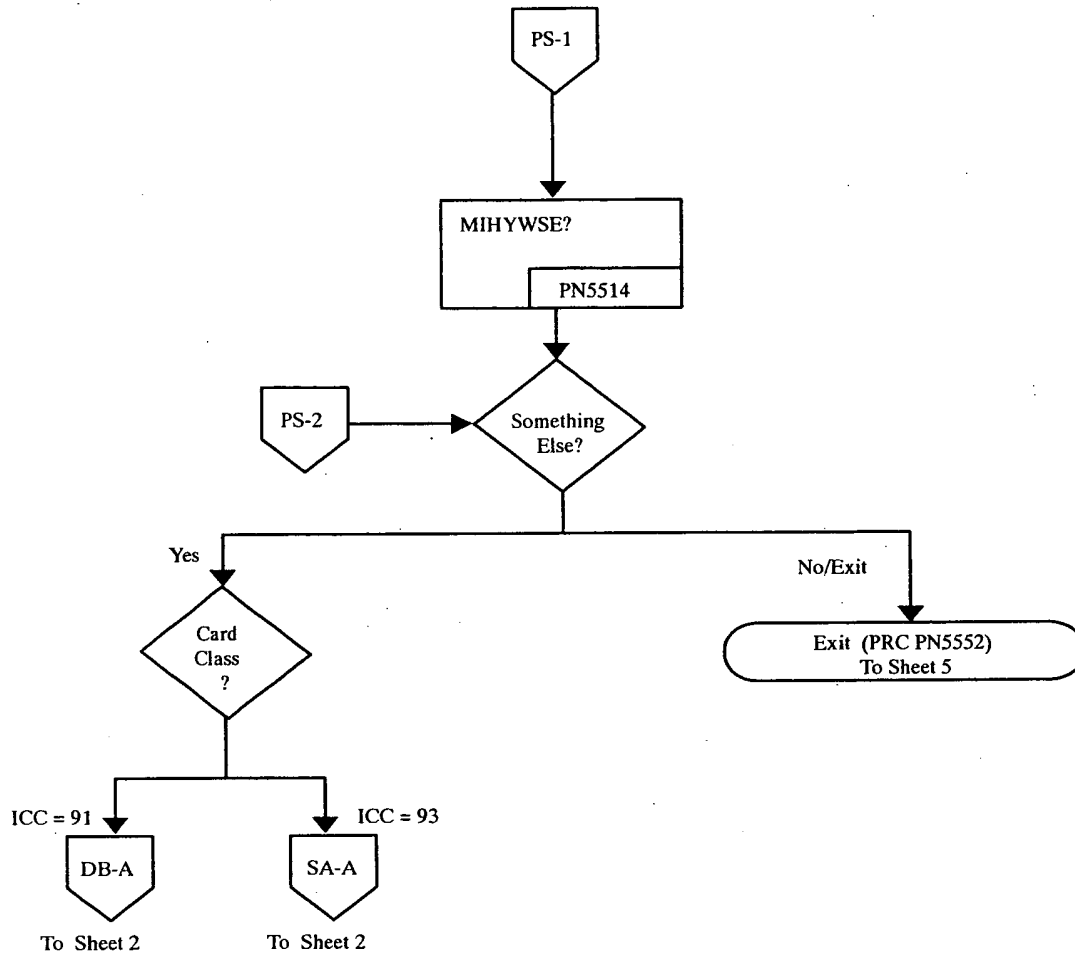 PS-1
MIHYWSE?
PN5514
PS-2
Something
Else?
Yes
No/Exit
Card
Class
?
Exit (PRC PN5552)
To Sheet 5
ICC = 91
ICC = 93
DB-A
SA-A
To Sheet 2
To Sheet 2